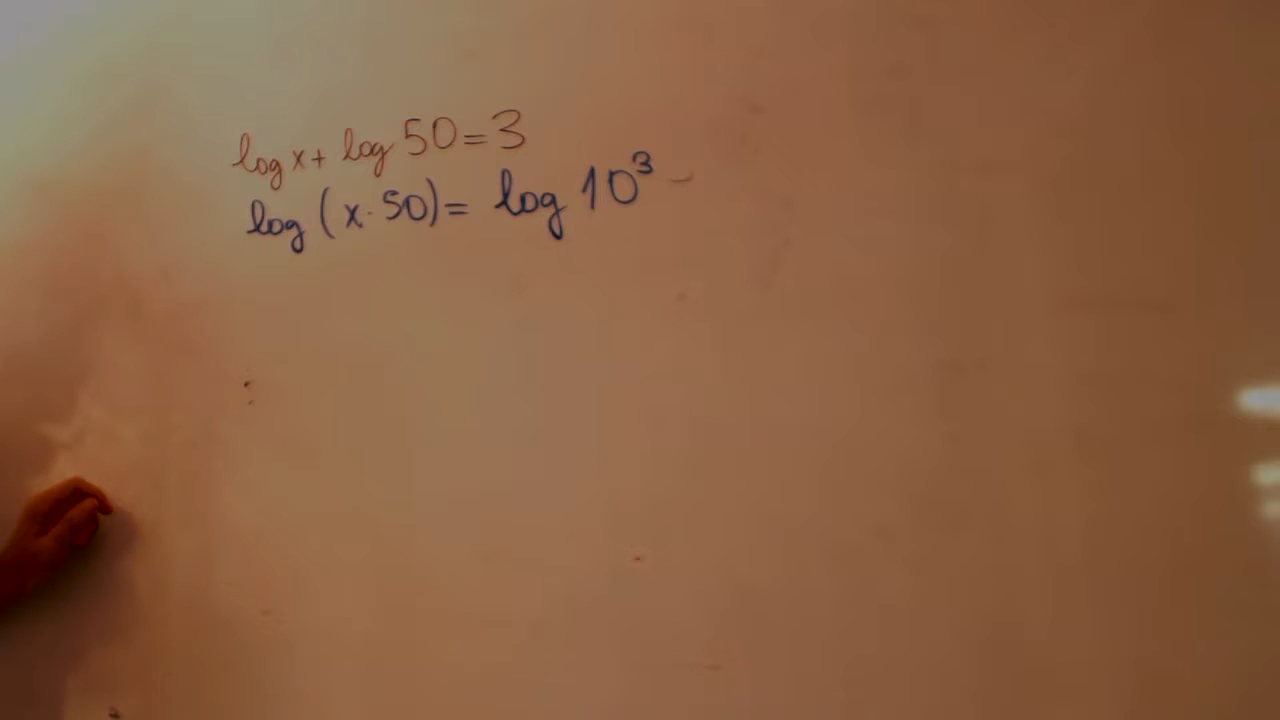 log x + log 50 = 3
log (x · 50) = log 10³